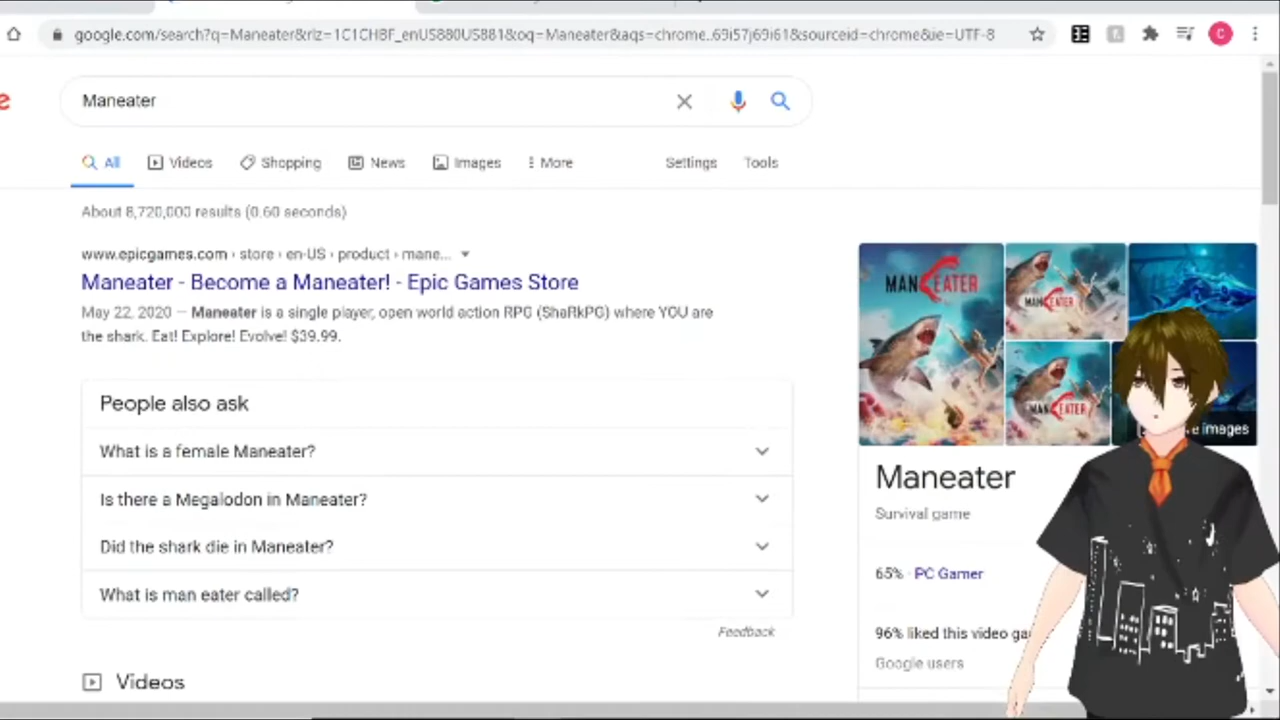 google.com/search?q=Maneater&rlz=1C1CHBF_enUS880US881&oq=Maneater&aqs=chrome..69i57j69i61&sourceid=chrome&ie=UTF-8
C
e
Maneater
All
Videos
Shopping
News
Images
More
Settings
Tools
About 8,720,000 results (0.60 seconds)
www.epicgames.com › store › en-US › product › mane...
Maneater - Become a Maneater! - Epic Games Store
May 22, 2020 — Maneater is a single player, open world action RPG (ShaRkPG) where YOU are
the shark. Eat! Explore! Evolve! $39.99.
People also ask
What is a female Maneater?
Is there a Megalodon in Maneater?
Did the shark die in Maneater?
What is man eater called?
Feedback
Videos
MANEATER
MANEATER
MANEATER
images
Maneater
Survival game
65% · PC Gamer
96% liked this video ga
Google users